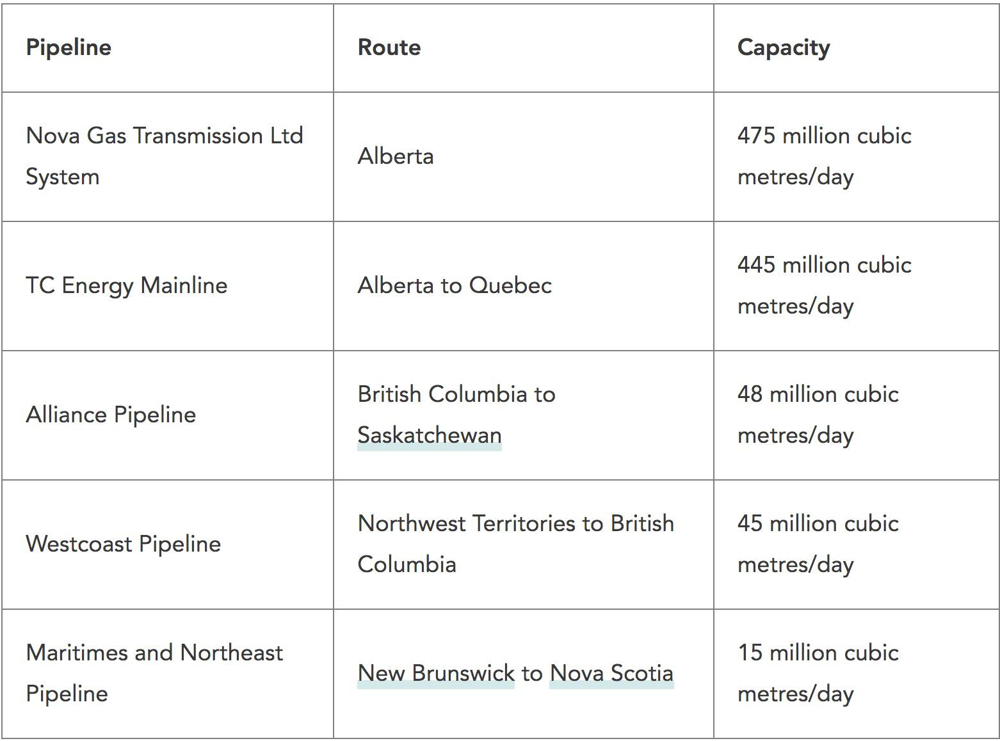 Pipeline
Route
Capacity
Nova Gas Transmission Ltd
System
Alberta
475 million cubic
metres/day
TC Energy Mainline
Alberta to Quebec
445 million cubic
metres/day
Alliance Pipeline
British Columbia to
Saskatchewan
48 million cubic
metres/day
Westcoast Pipeline
Northwest Territories to British
Columbia
45 million cubic
metres/day
Maritimes and Northeast
Pipeline
New Brunswick to Nova Scotia
15 million cubic
metres/day